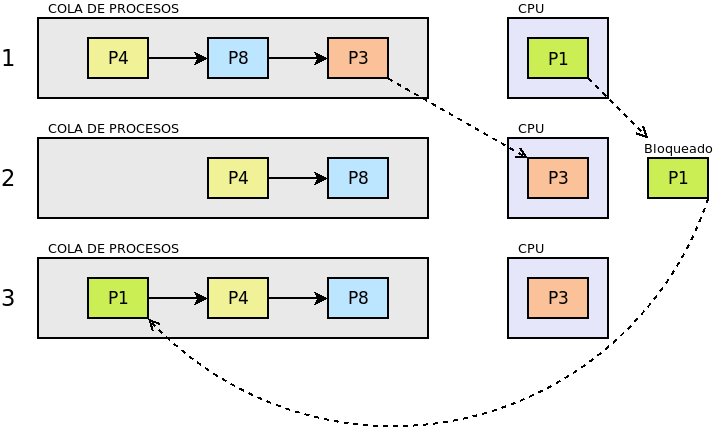 COLA DE PROCESOS CPU
1 P4 P8 P3 P1
COLA DE PROCESOS CPU Bloqueado
2 P4 P8 P3 P1
COLA DE PROCESOS CPU
3 P1 P4 P8 P3